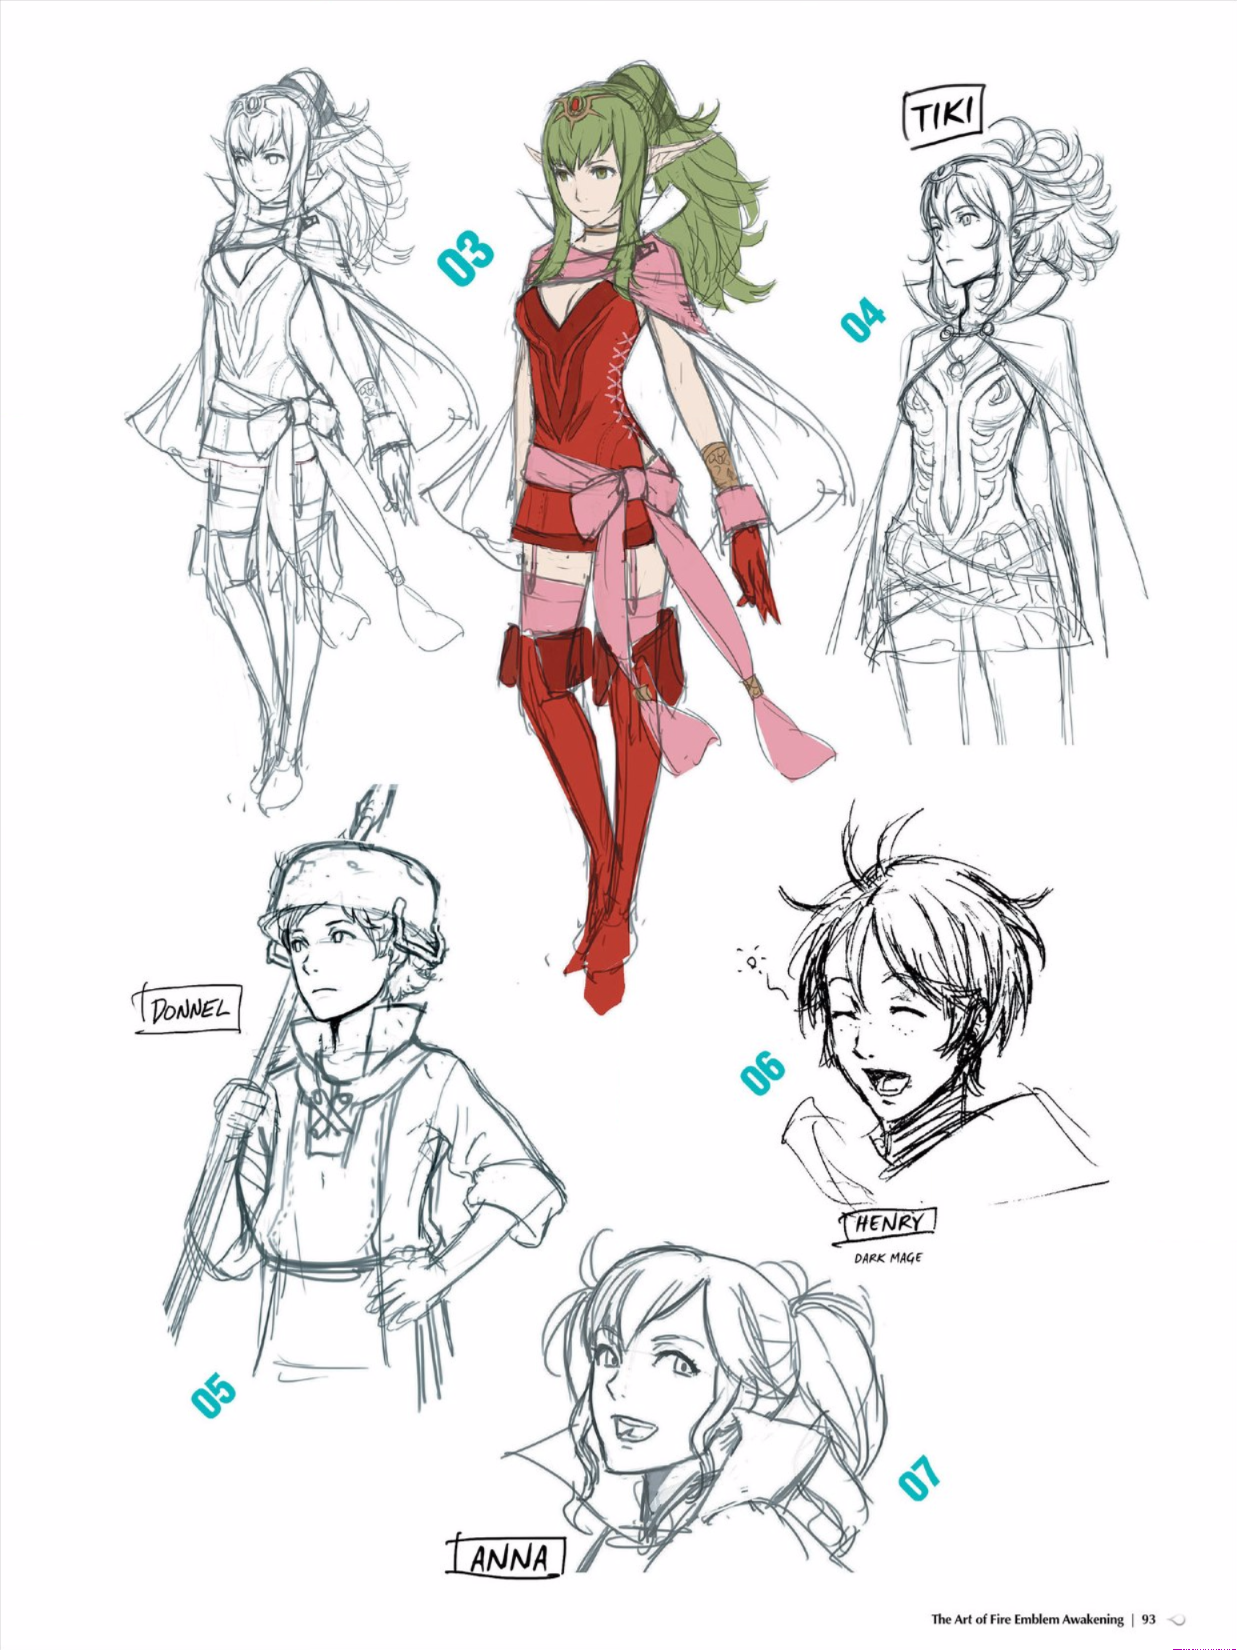 TIKI
03
04
DONNEL
06
HENRY
DARK MAGE
05
07
ANNA
The Art of Fire Emblem Awakening | 93